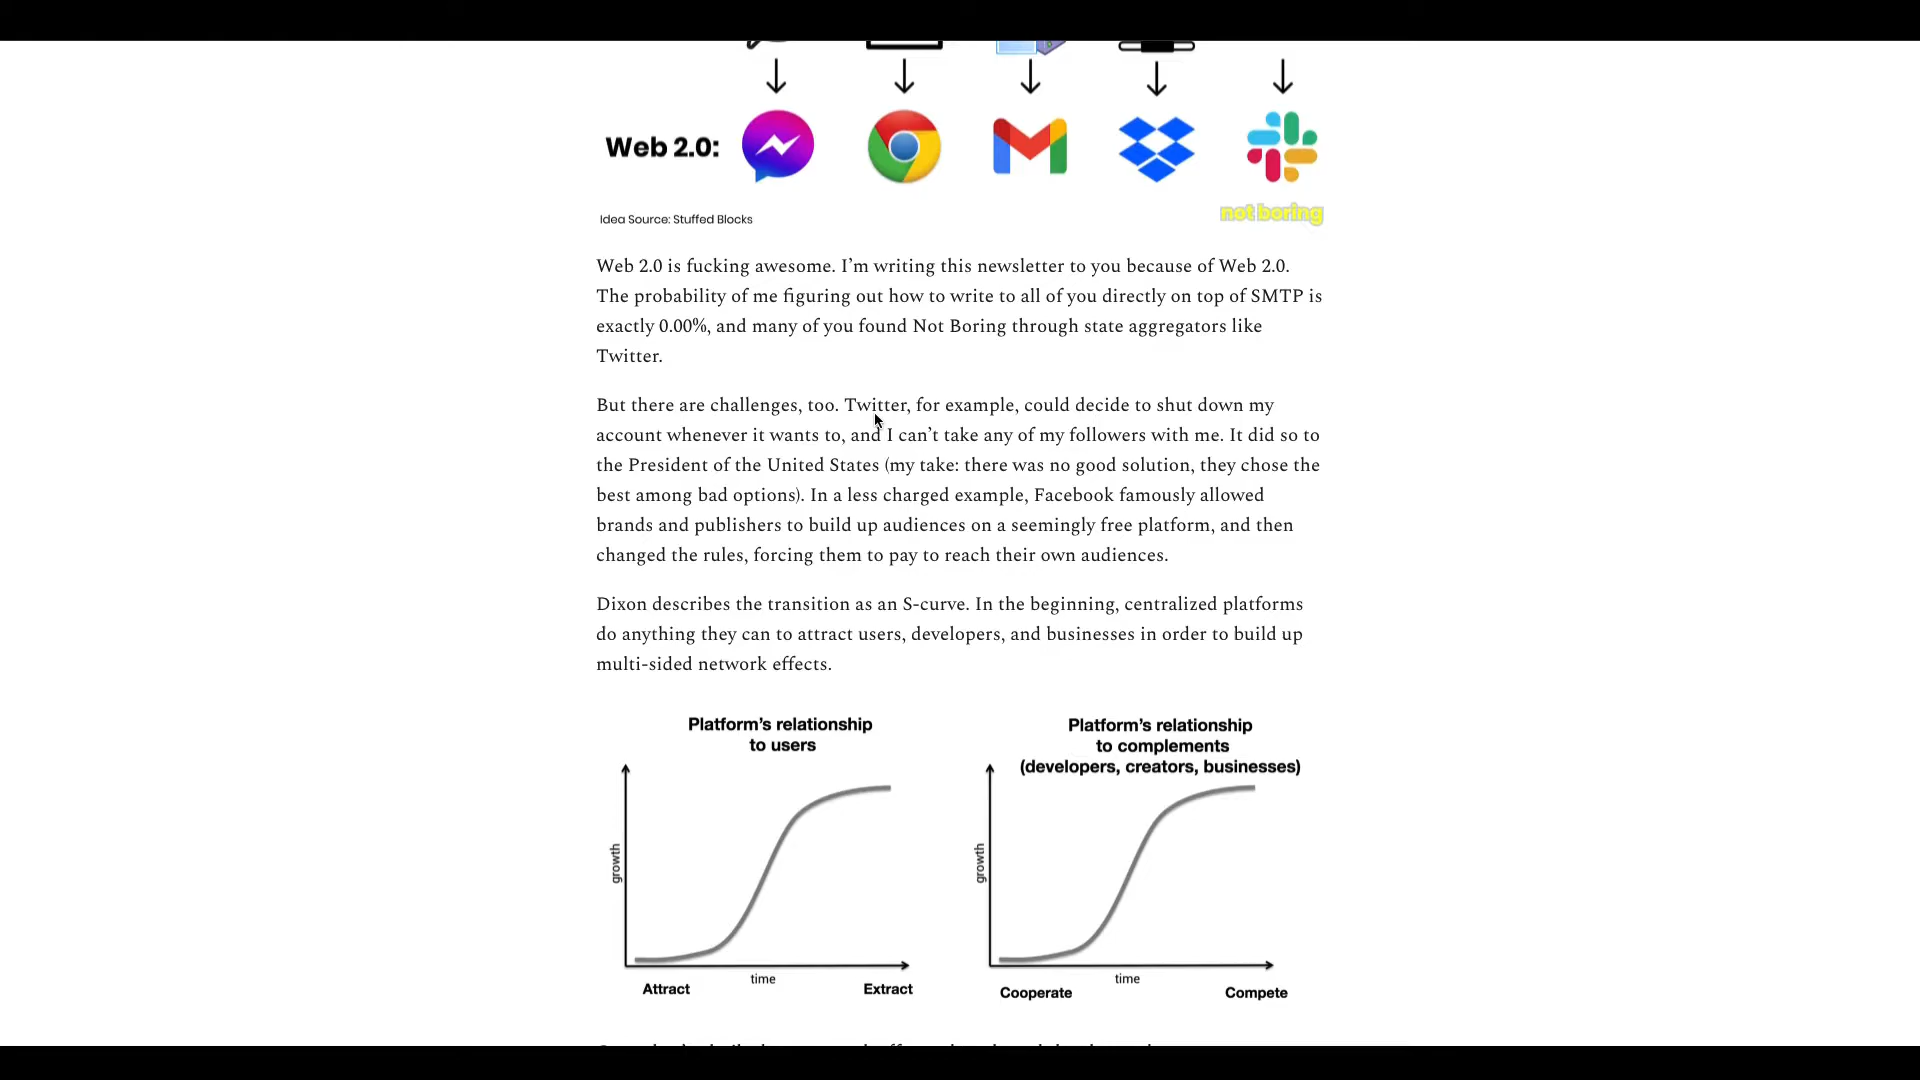 Web 2.0:
Idea Source: Stuffed Blocks
not boring
Web 2.0 is fucking awesome. I’m writing this newsletter to you because of Web 2.0.
The probability of me figuring out how to write to all of you directly on top of SMTP is
exactly 0.00%, and many of you found Not Boring through state aggregators like
Twitter.
But there are challenges, too. Twitter, for example, could decide to shut down my
account whenever it wants to, and I can’t take any of my followers with me. It did so to
the President of the United States (my take: there was no good solution, they chose the
best among bad options). In a less charged example, Facebook famously allowed
brands and publishers to build up audiences on a seemingly free platform, and then
changed the rules, forcing them to pay to reach their own audiences.
Dixon describes the transition as an S-curve. In the beginning, centralized platforms
do anything they can to attract users, developers, and businesses in order to build up
multi-sided network effects.
Platform’s relationship
to users
growth
time
Attract
Extract
Platform’s relationship
to complements
(developers, creators, businesses)
growth
time
Cooperate
Compete